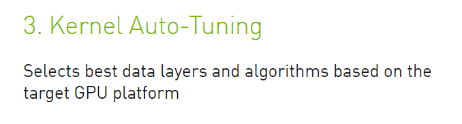 3. Kernel Auto-Tuning
Selects best data layers and algorithms based on the
target GPU platform